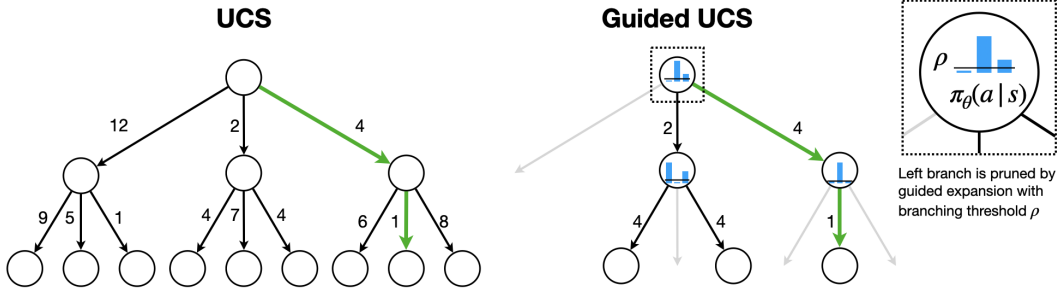 UCS
12
2
4
9
5
1
4
7
4
6
1
8
Guided UCS
2
4
4
4
1
ρ
π_θ(a|s)
Left branch is pruned by
guided expansion with
branching threshold ρ